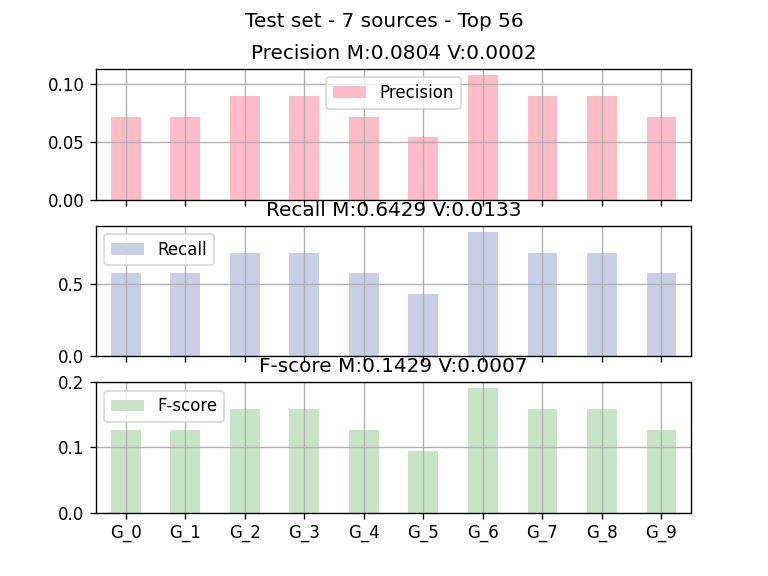 Test set - 7 sources - Top 56
Precision M:0.0804 V:0.0002
0.10
Precision
0.05
0.00
Recall M:0.6429 V:0.0133
Recall
0.5
0.0
F-score M:0.1429 V:0.0007
0.2
F-score
0.1
0.0
G_0 G_1 G_2 G_3 G_4 G_5 G_6 G_7 G_8 G_9